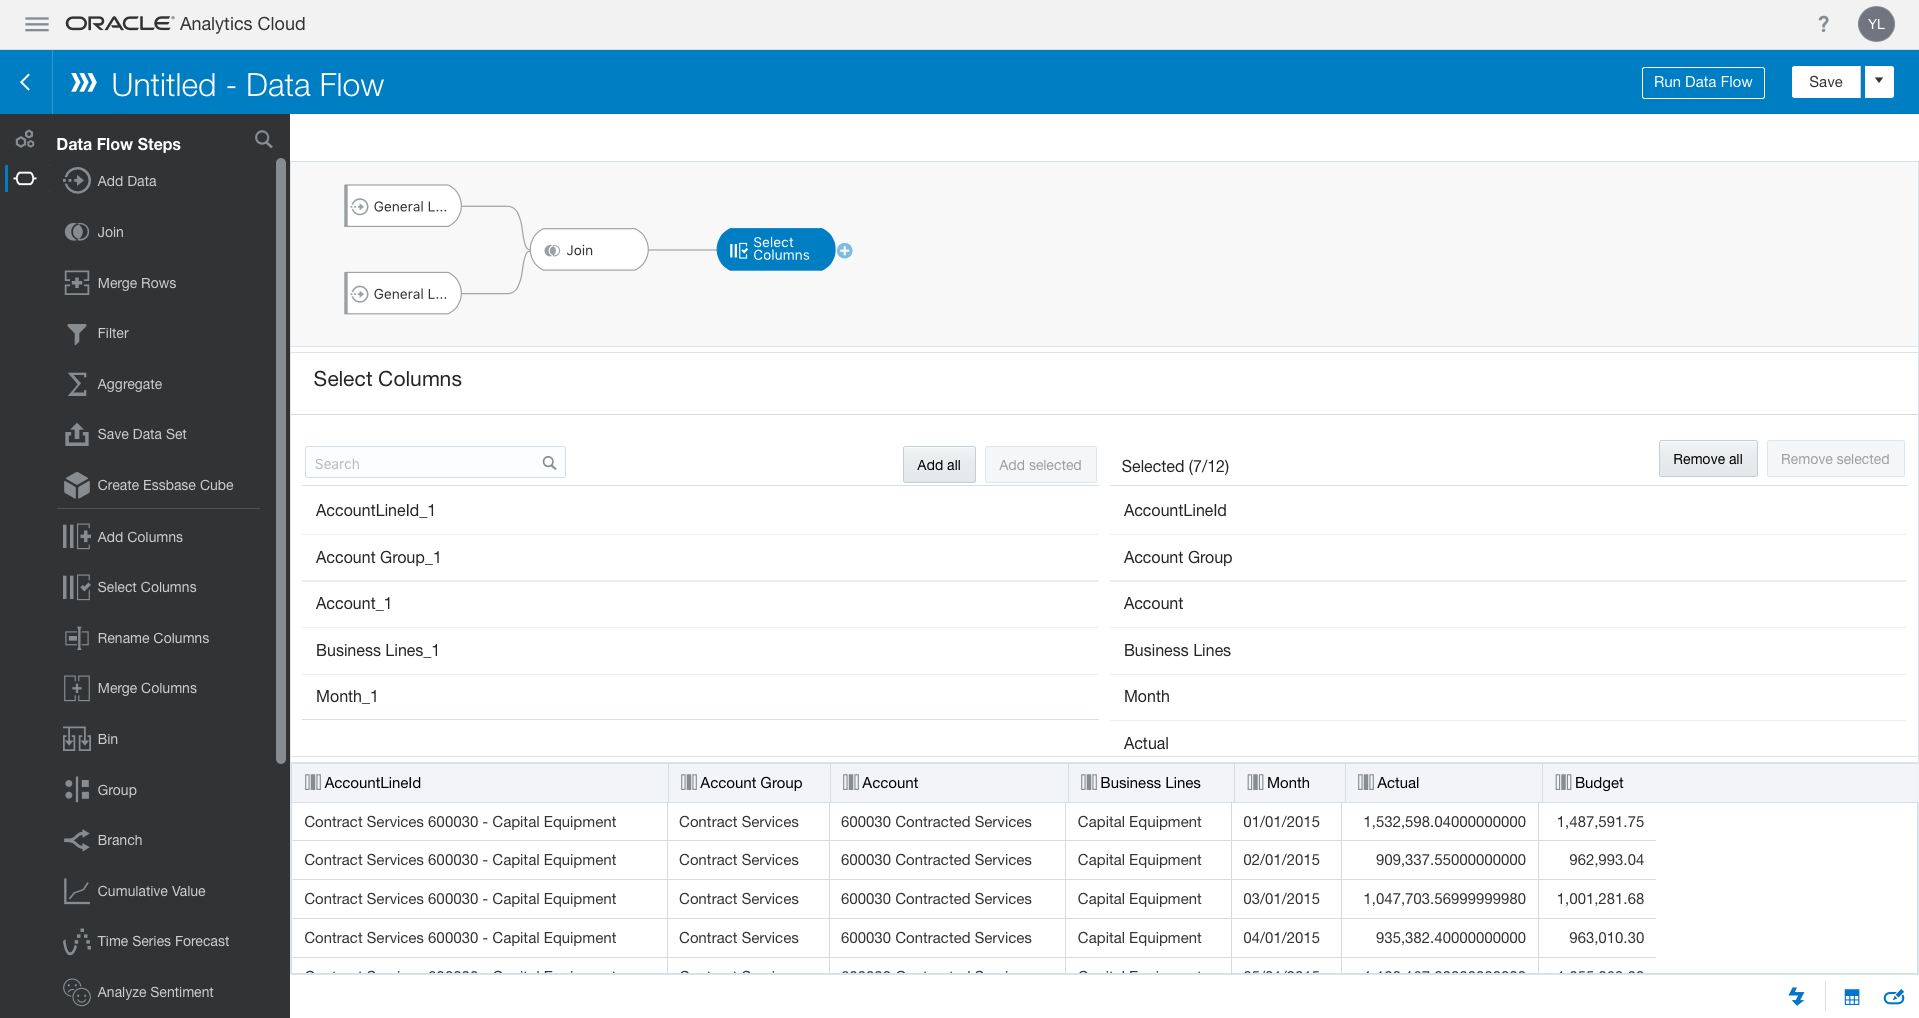 ORACLE Analytics Cloud
?
YL
Untitled - Data Flow
Run Data Flow
Save
Data Flow Steps
Add Data
Join
Merge Rows
Filter
Aggregate
Save Data Set
Create Essbase Cube
Add Columns
Select Columns
Rename Columns
Merge Columns
Bin
Group
Branch
Cumulative Value
Time Series Forecast
Analyze Sentiment
General L...
General L...
Join
Select
Columns
Select Columns
Search
Add all
Add selected
AccountLineId_1
Account Group_1
Account_1
Business Lines_1
Month_1
Selected (7/12)
Remove all
Remove selected
AccountLineId
Account Group
Account
Business Lines
Month
Actual
AccountLineId Account Group Account Business Lines Month Actual Budget
Contract Services 600030 - Capital Equipment Contract Services 600030 Contracted Services Capital Equipment 01/01/2015 1,532,598.04000000000 1,487,591.75
Contract Services 600030 - Capital Equipment Contract Services 600030 Contracted Services Capital Equipment 02/01/2015 909,337.55000000000 962,993.04
Contract Services 600030 - Capital Equipment Contract Services 600030 Contracted Services Capital Equipment 03/01/2015 1,047,703.56999999980 1,001,281.68
Contract Services 600030 - Capital Equipment Contract Services 600030 Contracted Services Capital Equipment 04/01/2015 935,382.40000000000 963,010.30